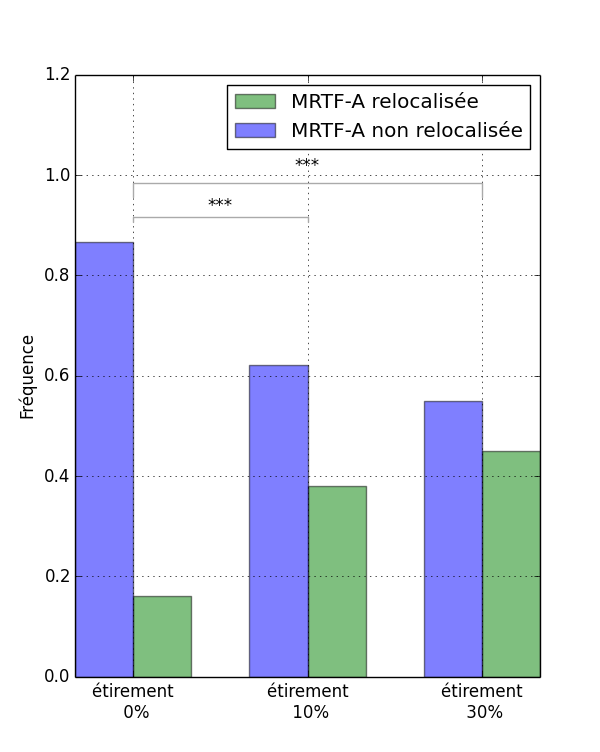 1.2
MRTF-A relocalisée
MRTF-A non relocalisée
***
1.0
***
0.8
0.6
Fréquence
0.4
0.2
0.0
étirement 0%
étirement 10%
étirement 30%